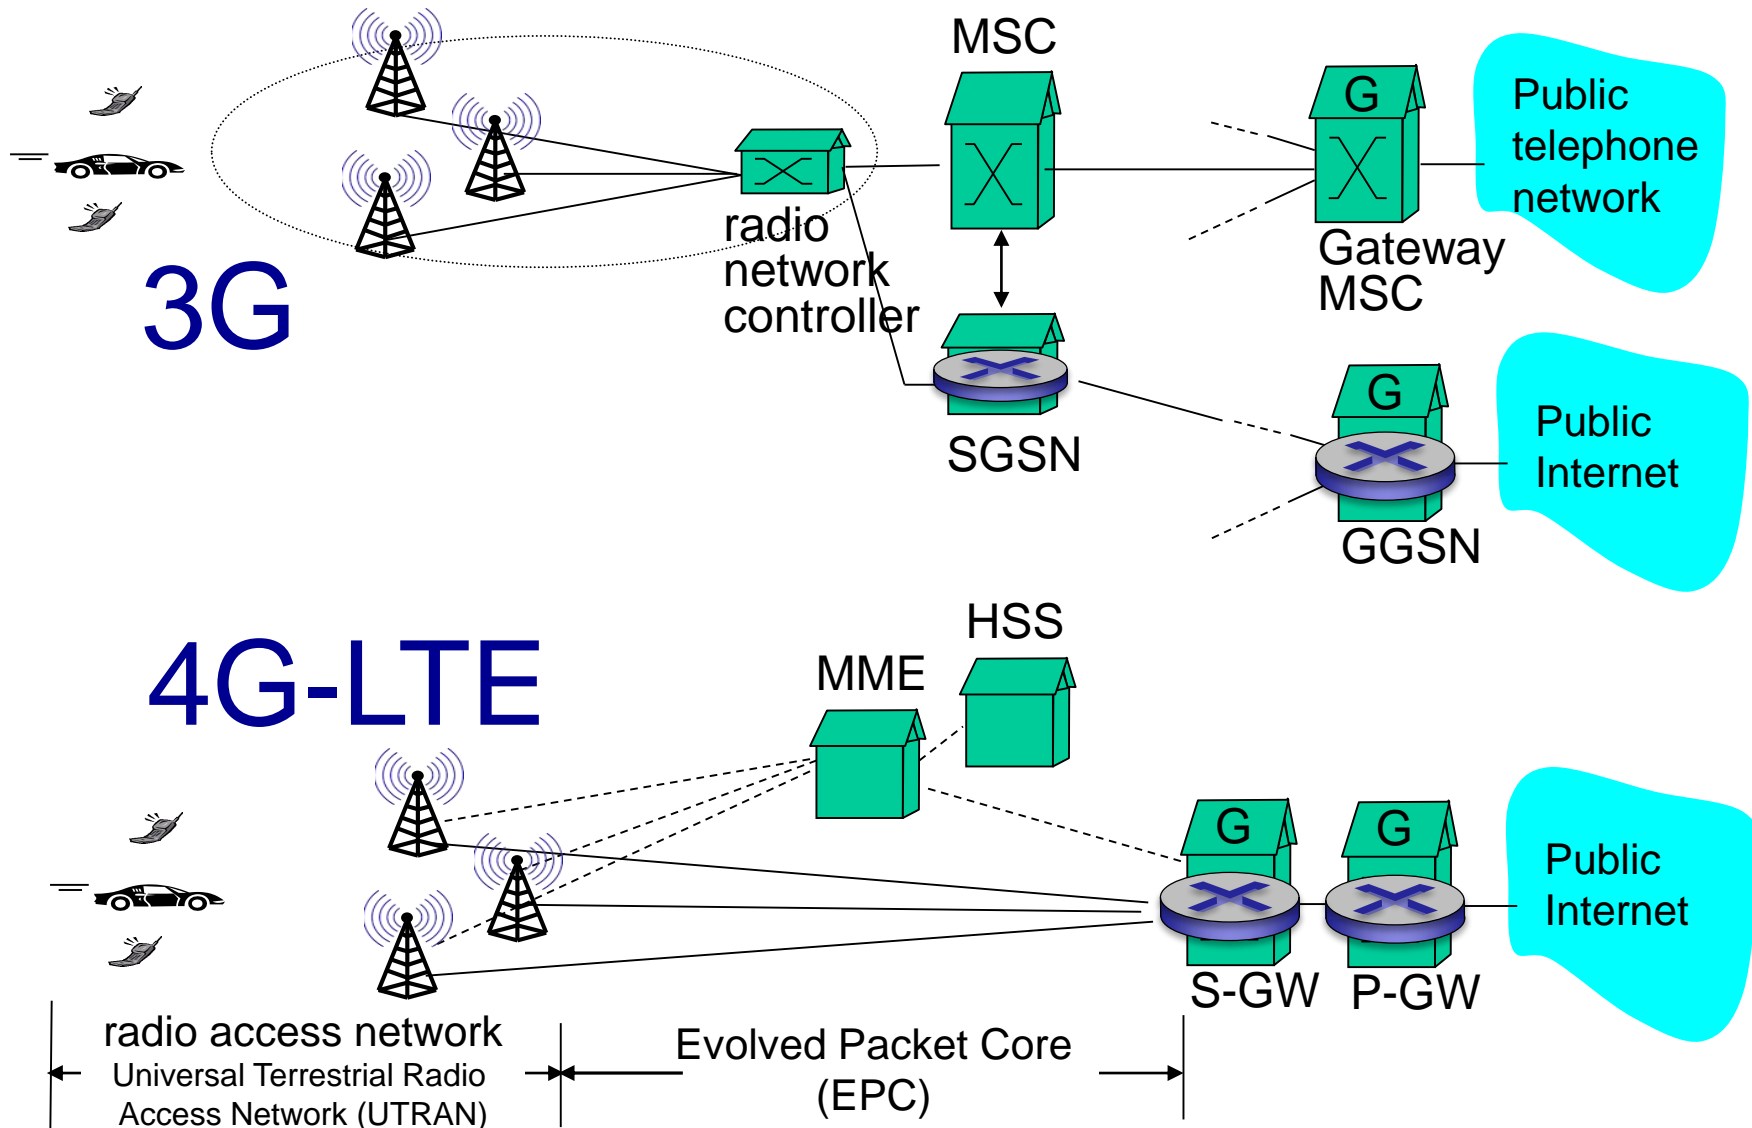 MSC
G
Public
telephone
network
radio
network
controller
Gateway
MSC
3G
SGSN
G
Public
Internet
GGSN
4G-LTE
HSS
MME
G
G
Public
Internet
S-GW
P-GW
radio access network
Universal Terrestrial Radio
Access Network (UTRAN)
Evolved Packet Core
(EPC)